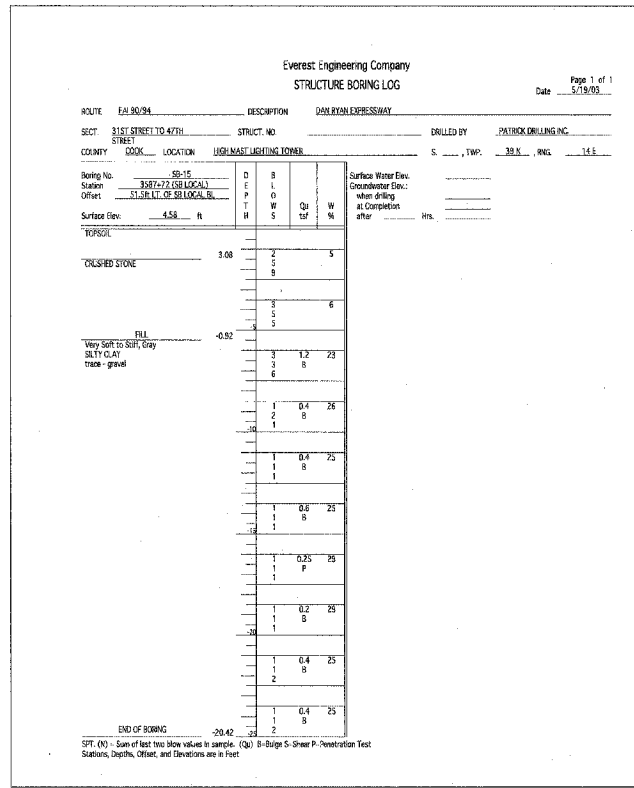 Everest Engineering Company
STRUCTURE BORING LOG
Page 1 of 1
Date 5/19/03
ROUTE FAI 90/94 DESCRIPTION DAN RYAN EXPRESSWAY
SECT. 31ST STREET TO 47TH STREET STRUCT. NO. DRILLED BY PATRICK DRILLING INC.
COUNTY COOK LOCATION HIGH MAST LIGHTING TOWER S. , TWP. 39 N , RNG. 14 E
Boring No. SB-15
Station 3587+72 (SB LOCAL)
Offset 51.5ft LT. OF SB LOCAL BL
Surface Elev: 4.58 ft
DEPTH BLOWS Qu tsf W %
Surface Water Elev.
Groundwater Elev.:
when drilling
at Completion
after Hrs.
TOPSOIL
3.08 2 5
CRUSHED STONE 5
9
3 6
5
-5 5
FILL -0.92
Very Soft to Stiff, Gray
SILTY CLAY 3 1.2 23
trace - gravel 3 B
6
1 0.4 26
2 B
-10 1
1 0.4 25
1 B
1
1 0.6 25
1 B
-15 1
1 0.25 29
1 P
1
1 0.2 29
1 B
-20 1
1 0.4 25
1 B
2
1 0.4 25
1 B
END OF BORING -20.42 -25 2
SPT. (N) = Sum of last two blow values in sample. (Qu) B=Bulge S=Shear P=Penetration Test
Stations, Depths, Offset, and Elevations are in Feet